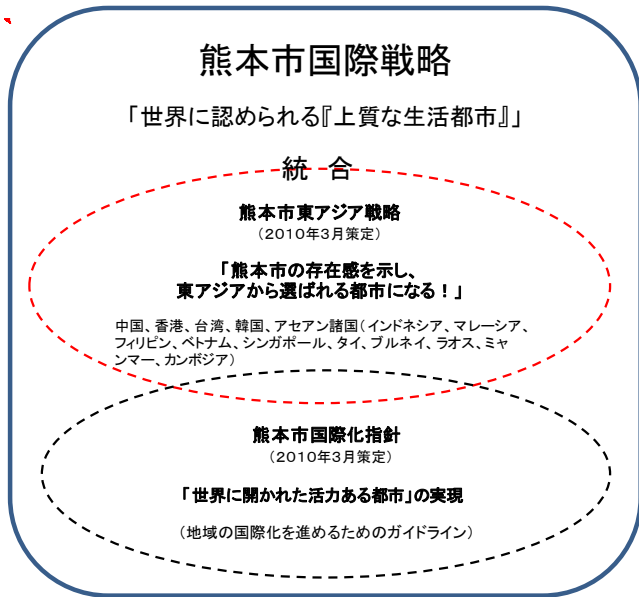 熊本市国際戦略
「世界に認められる『上質な生活都市』」
統 合
熊本市東アジア戦略
（2010年3月策定）
「熊本市の存在感を示し、
東アジアから選ばれる都市になる！」
中国、香港、台湾、韓国、アセアン諸国（インドネシア、マレーシア、
フィリピン、ベトナム、シンガポール、タイ、ブルネイ、ラオス、ミャ
ンマー、カンボジア）
熊本市国際化指針
（2010年3月策定）
「世界に開かれた活力ある都市」の実現
（地域の国際化を進めるためのガイドライン）